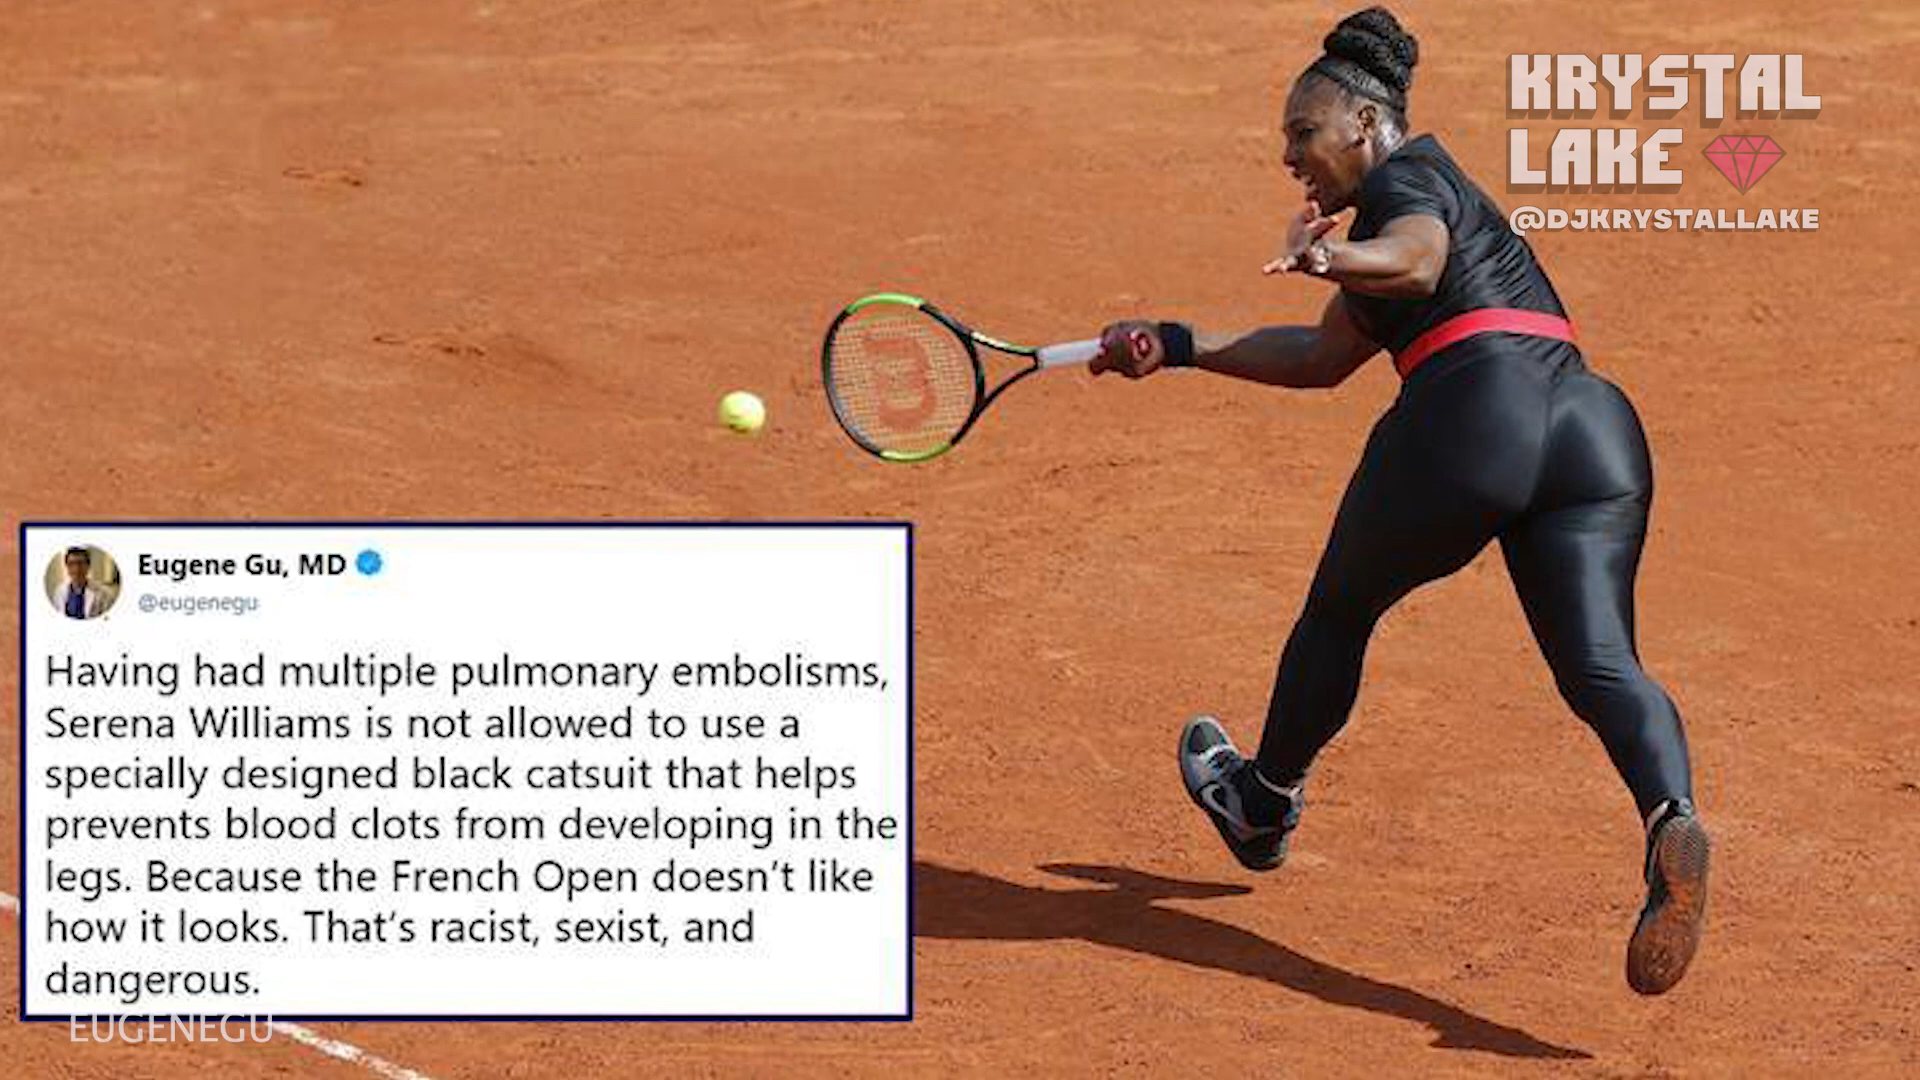 KRYSTAL
LAKE
@DJKRYSTALLAKE
Eugene Gu, MD
@eugenegu
Having had multiple pulmonary embolisms,
Serena Williams is not allowed to use a
specially designed black catsuit that helps
prevents blood clots from developing in the
legs. Because the French Open doesn't like
how it looks. That's racist, sexist, and
dangerous.
EUGENEGU